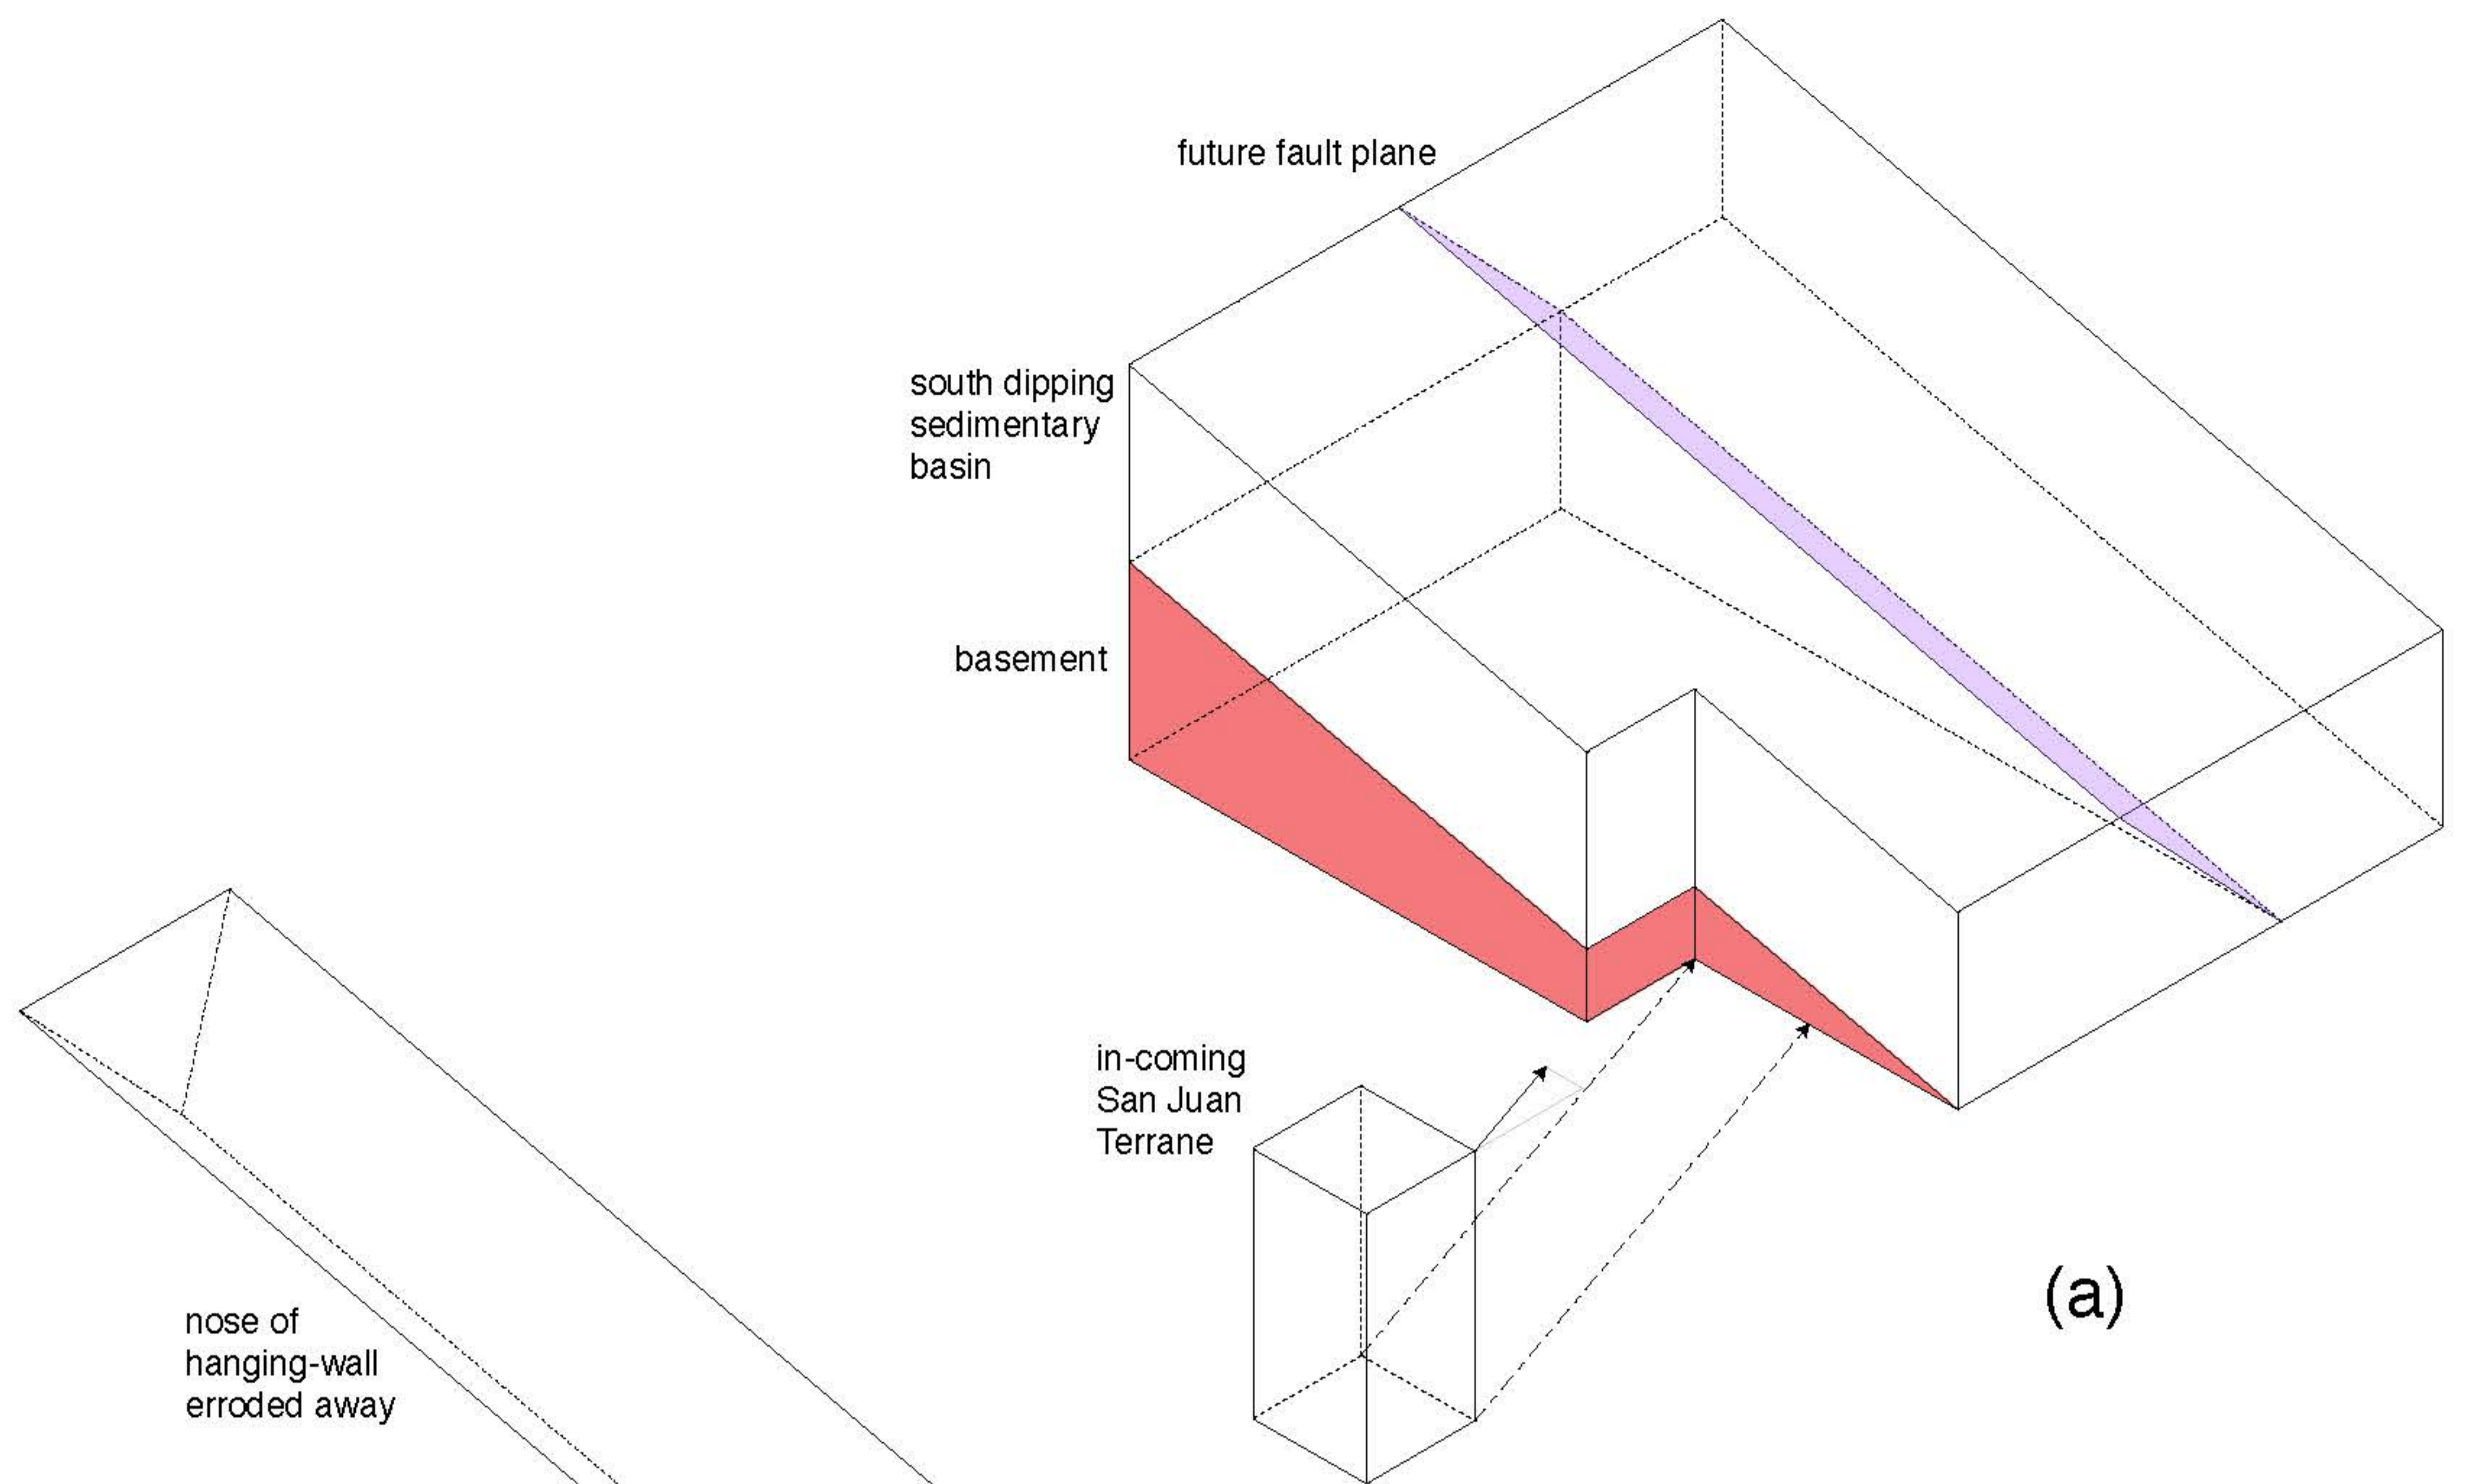 future fault plane
south dipping
sedimentary
basin
basement
in-coming
San Juan
Terrane
(a)
nose of
hanging-wall
erroded away